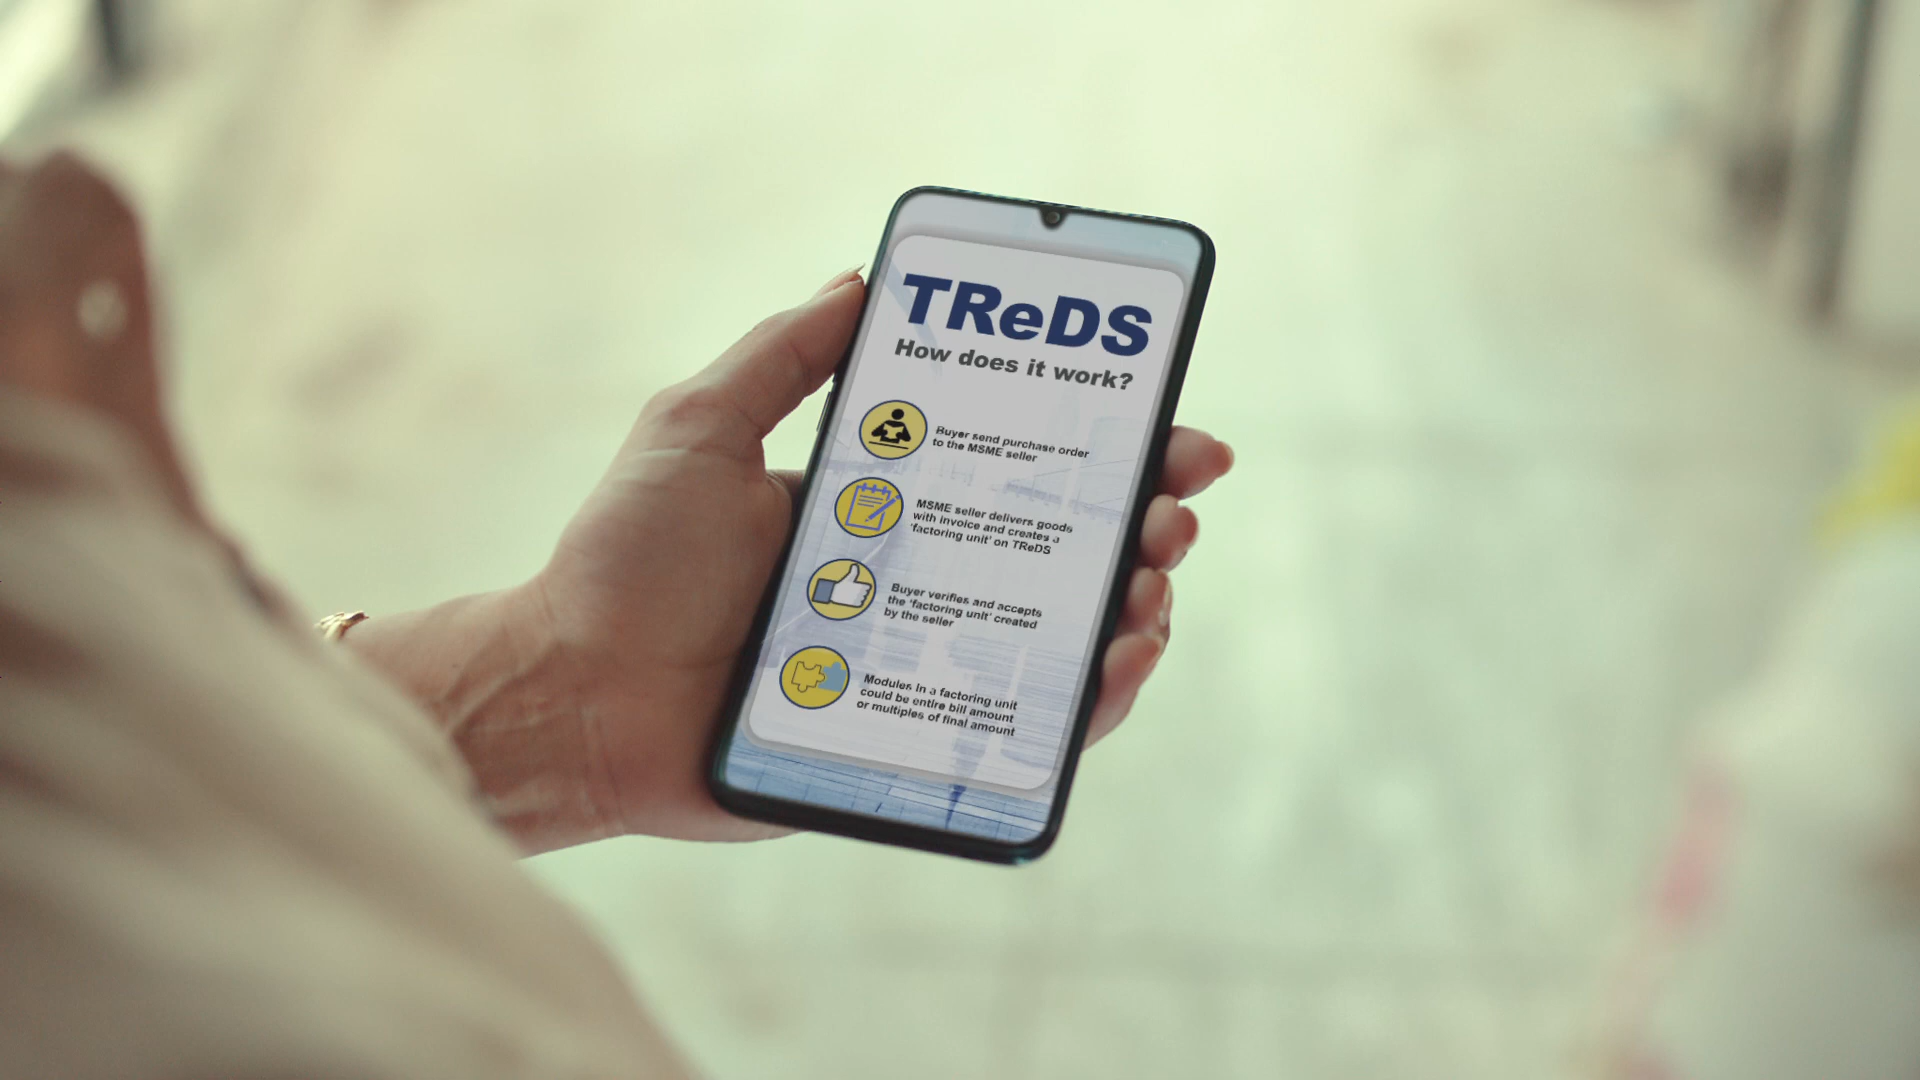 TReDS
How does it work?
Buyer send purchase order
to the MSME seller
MSME seller delivers goods
with invoice and creates a
'factoring unit' on TReDS
Buyer verifies and accepts
the 'factoring unit' created
by the seller
Modules in a factoring unit
could be entire bill amount
or multiples of final amount